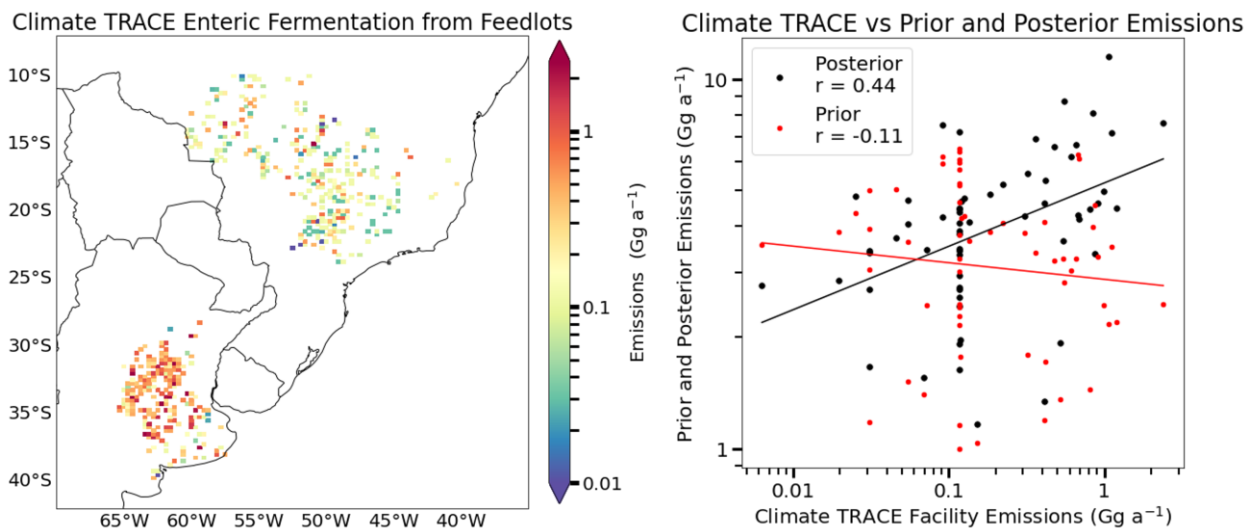 Climate TRACE Enteric Fermentation from Feedlots
10°S
15°S
20°S
25°S
30°S
35°S
40°S
65°W 60°W 55°W 50°W 45°W 40°W
1
0.1
0.01
Emissions (Gg a⁻¹)
Climate TRACE vs Prior and Posterior Emissions
Posterior
r = 0.44
Prior
r = -0.11
10
1
Prior and Posterior Emissions (Gg a⁻¹)
0.01 0.1 1
Climate TRACE Facility Emissions (Gg a⁻¹)